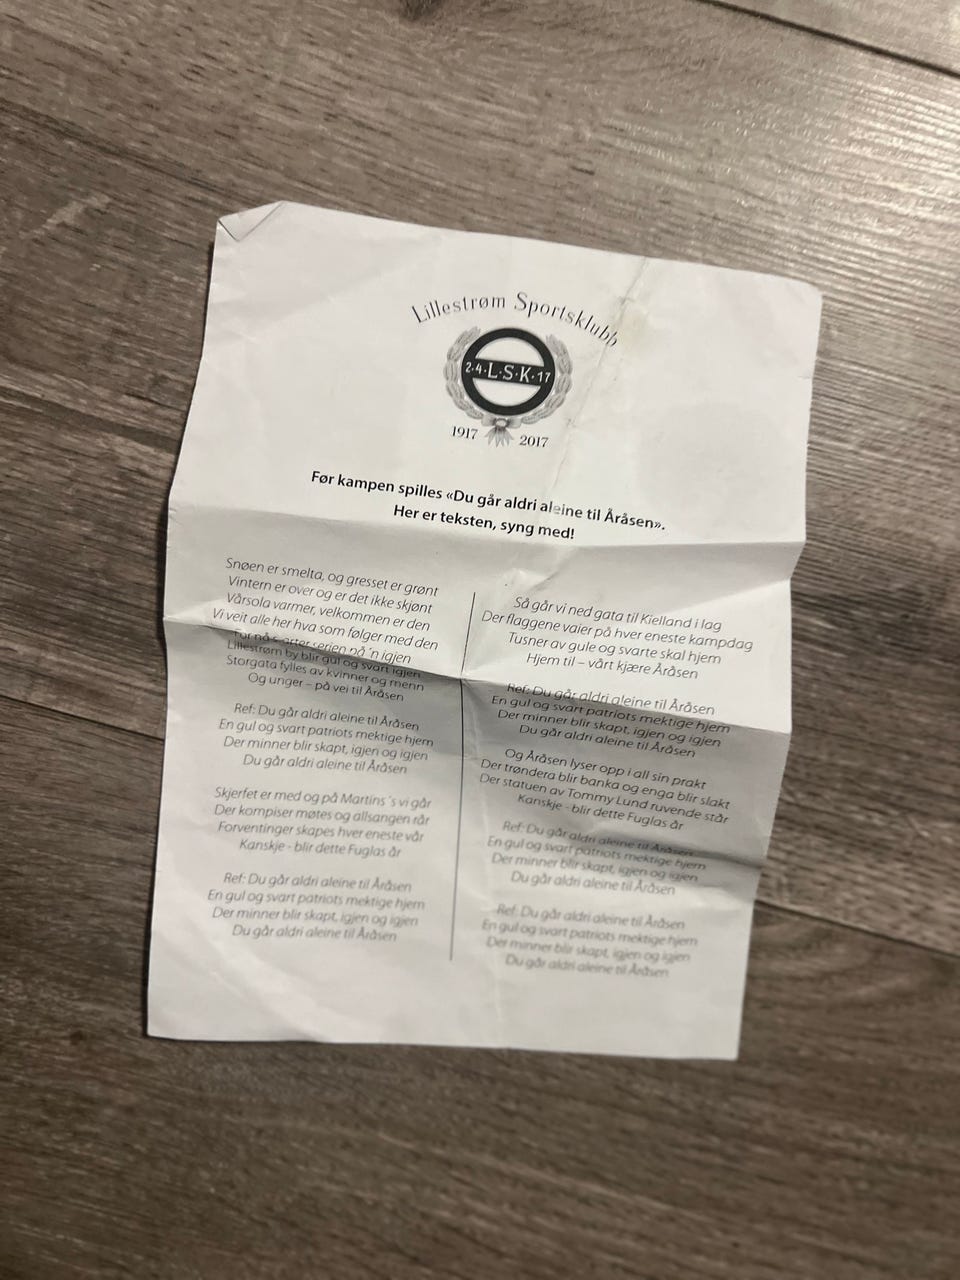 Lillestrøm Sportsklubb
2·4·L·S·K·17
1917 2017
Før kampen spilles «Du går aldri aleine til Åråsen».
Her er teksten, syng med!
Snøen er smelta, og gresset er grønt
Vintern er over og er det ikke skjønt
Vårsola varmer, velkommen er den
Vi veit alle her hva som følger med den
For nå starter serien på 'n igjen
Lillestrøm by blir gul og svart igjen
Storgata fylles av kvinner og menn
Og unger – på vei til Åråsen
Ref: Du går aldri aleine til Åråsen
En gul og svart patriots mektige hjem
Der minner blir skapt, igjen og igjen
Du går aldri aleine til Åråsen
Skjerfet er med og på Martins´s vi går
Der kompiser møtes og allsangen rår
Forventinger skapes hver eneste vår
Kanskje - blir dette Fuglas år
Ref: Du går aldri aleine til Åråsen
En gul og svart patriots mektige hjem
Der minner blir skapt, igjen og igjen
Du går aldri aleine til Åråsen
Så går vi ned gata til Kielland i lag
Der flaggene vaier på hver eneste kampdag
Tusner av gule og svarte skal hjem
Hjem til – vårt kjære Åråsen
Ref: Du går aldri aleine til Åråsen
En gul og svart patriots mektige hjem
Der minner blir skapt, igjen og igjen
Du går aldri aleine til Åråsen
Og Åråsen lyser opp i all sin prakt
Der trøndera blir banka og enga blir slakt
Der statuen av Tommy Lund ruvende står
Kanskje - blir dette Fuglas år
Ref: Du går aldri aleine til Åråsen
En gul og svart patriots mektige hjem
Der minner blir skapt, igjen og igjen
Du går aldri aleine til Åråsen
Ref: Du går aldri aleine til Åråsen
En gul og svart patriots mektige hjem
Der minner blir skapt, igjen og igjen
Du går aldri aleine til Åråsen